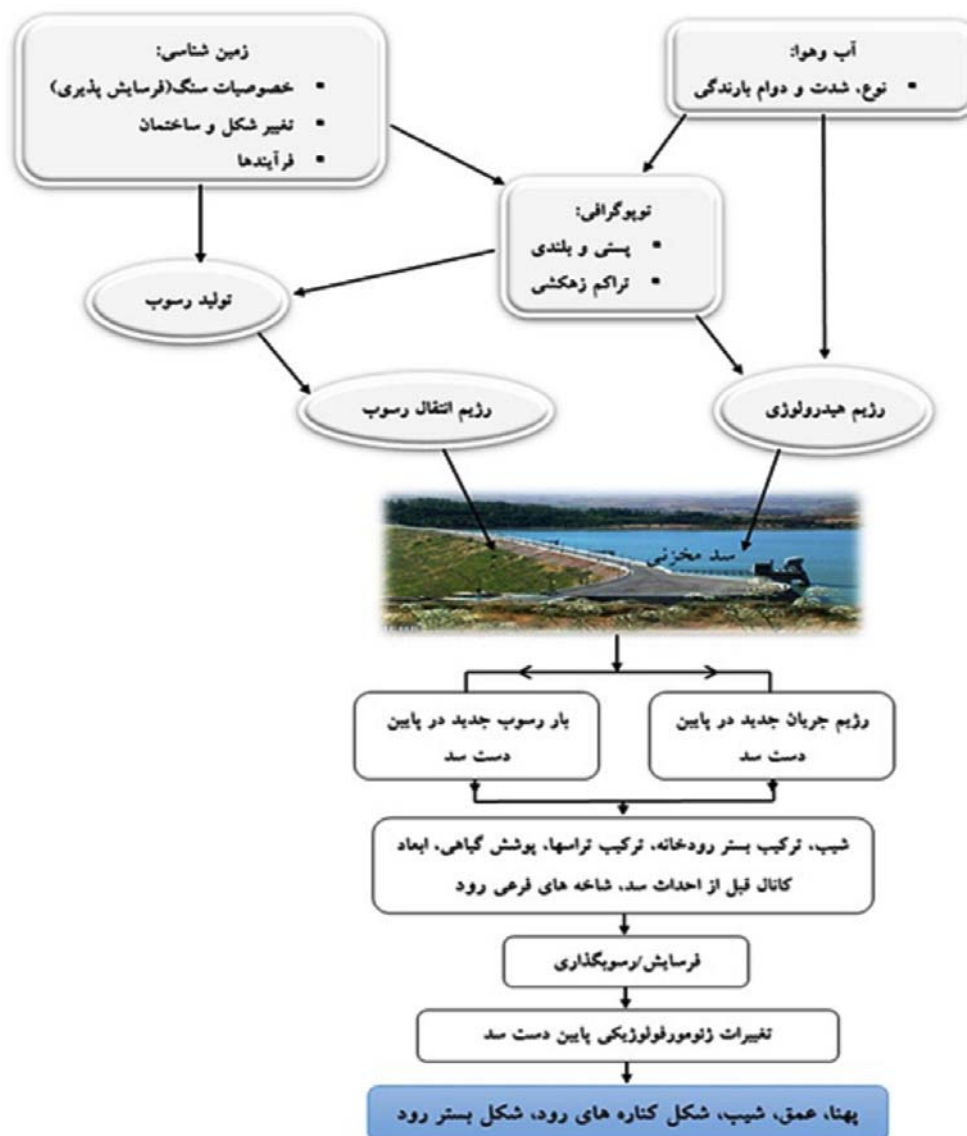 زمین شناسی:
خصوصیات سنگ(فرسایش پذیری)
تغییر شکل و ساختمان
فرآیندها
آب وهوا:
نوع، شدت و دوام بارندگی
توپوگرافی:
پستی و بلندی
تراکم زهکشی
تولید رسوب
رژیم انتقال رسوب
رژیم هیدرولوژی
سد مخزنی
رژیم جریان جدید در پایین
دست سد
بار رسوب جدید در پایین
دست سد
شیب، ترکیب بستر رودخانه، ترکیب تراسها، پوشش گیاهی، ابعاد
کانال قبل از احداث سد، شاخه های فرعی رود
فرسایش/رسوبگذاری
تغییرات ژئومورفولوژیکی پایین دست سد
پهنا، عمق، شیب، شکل کناره های رود، شکل بستر رود